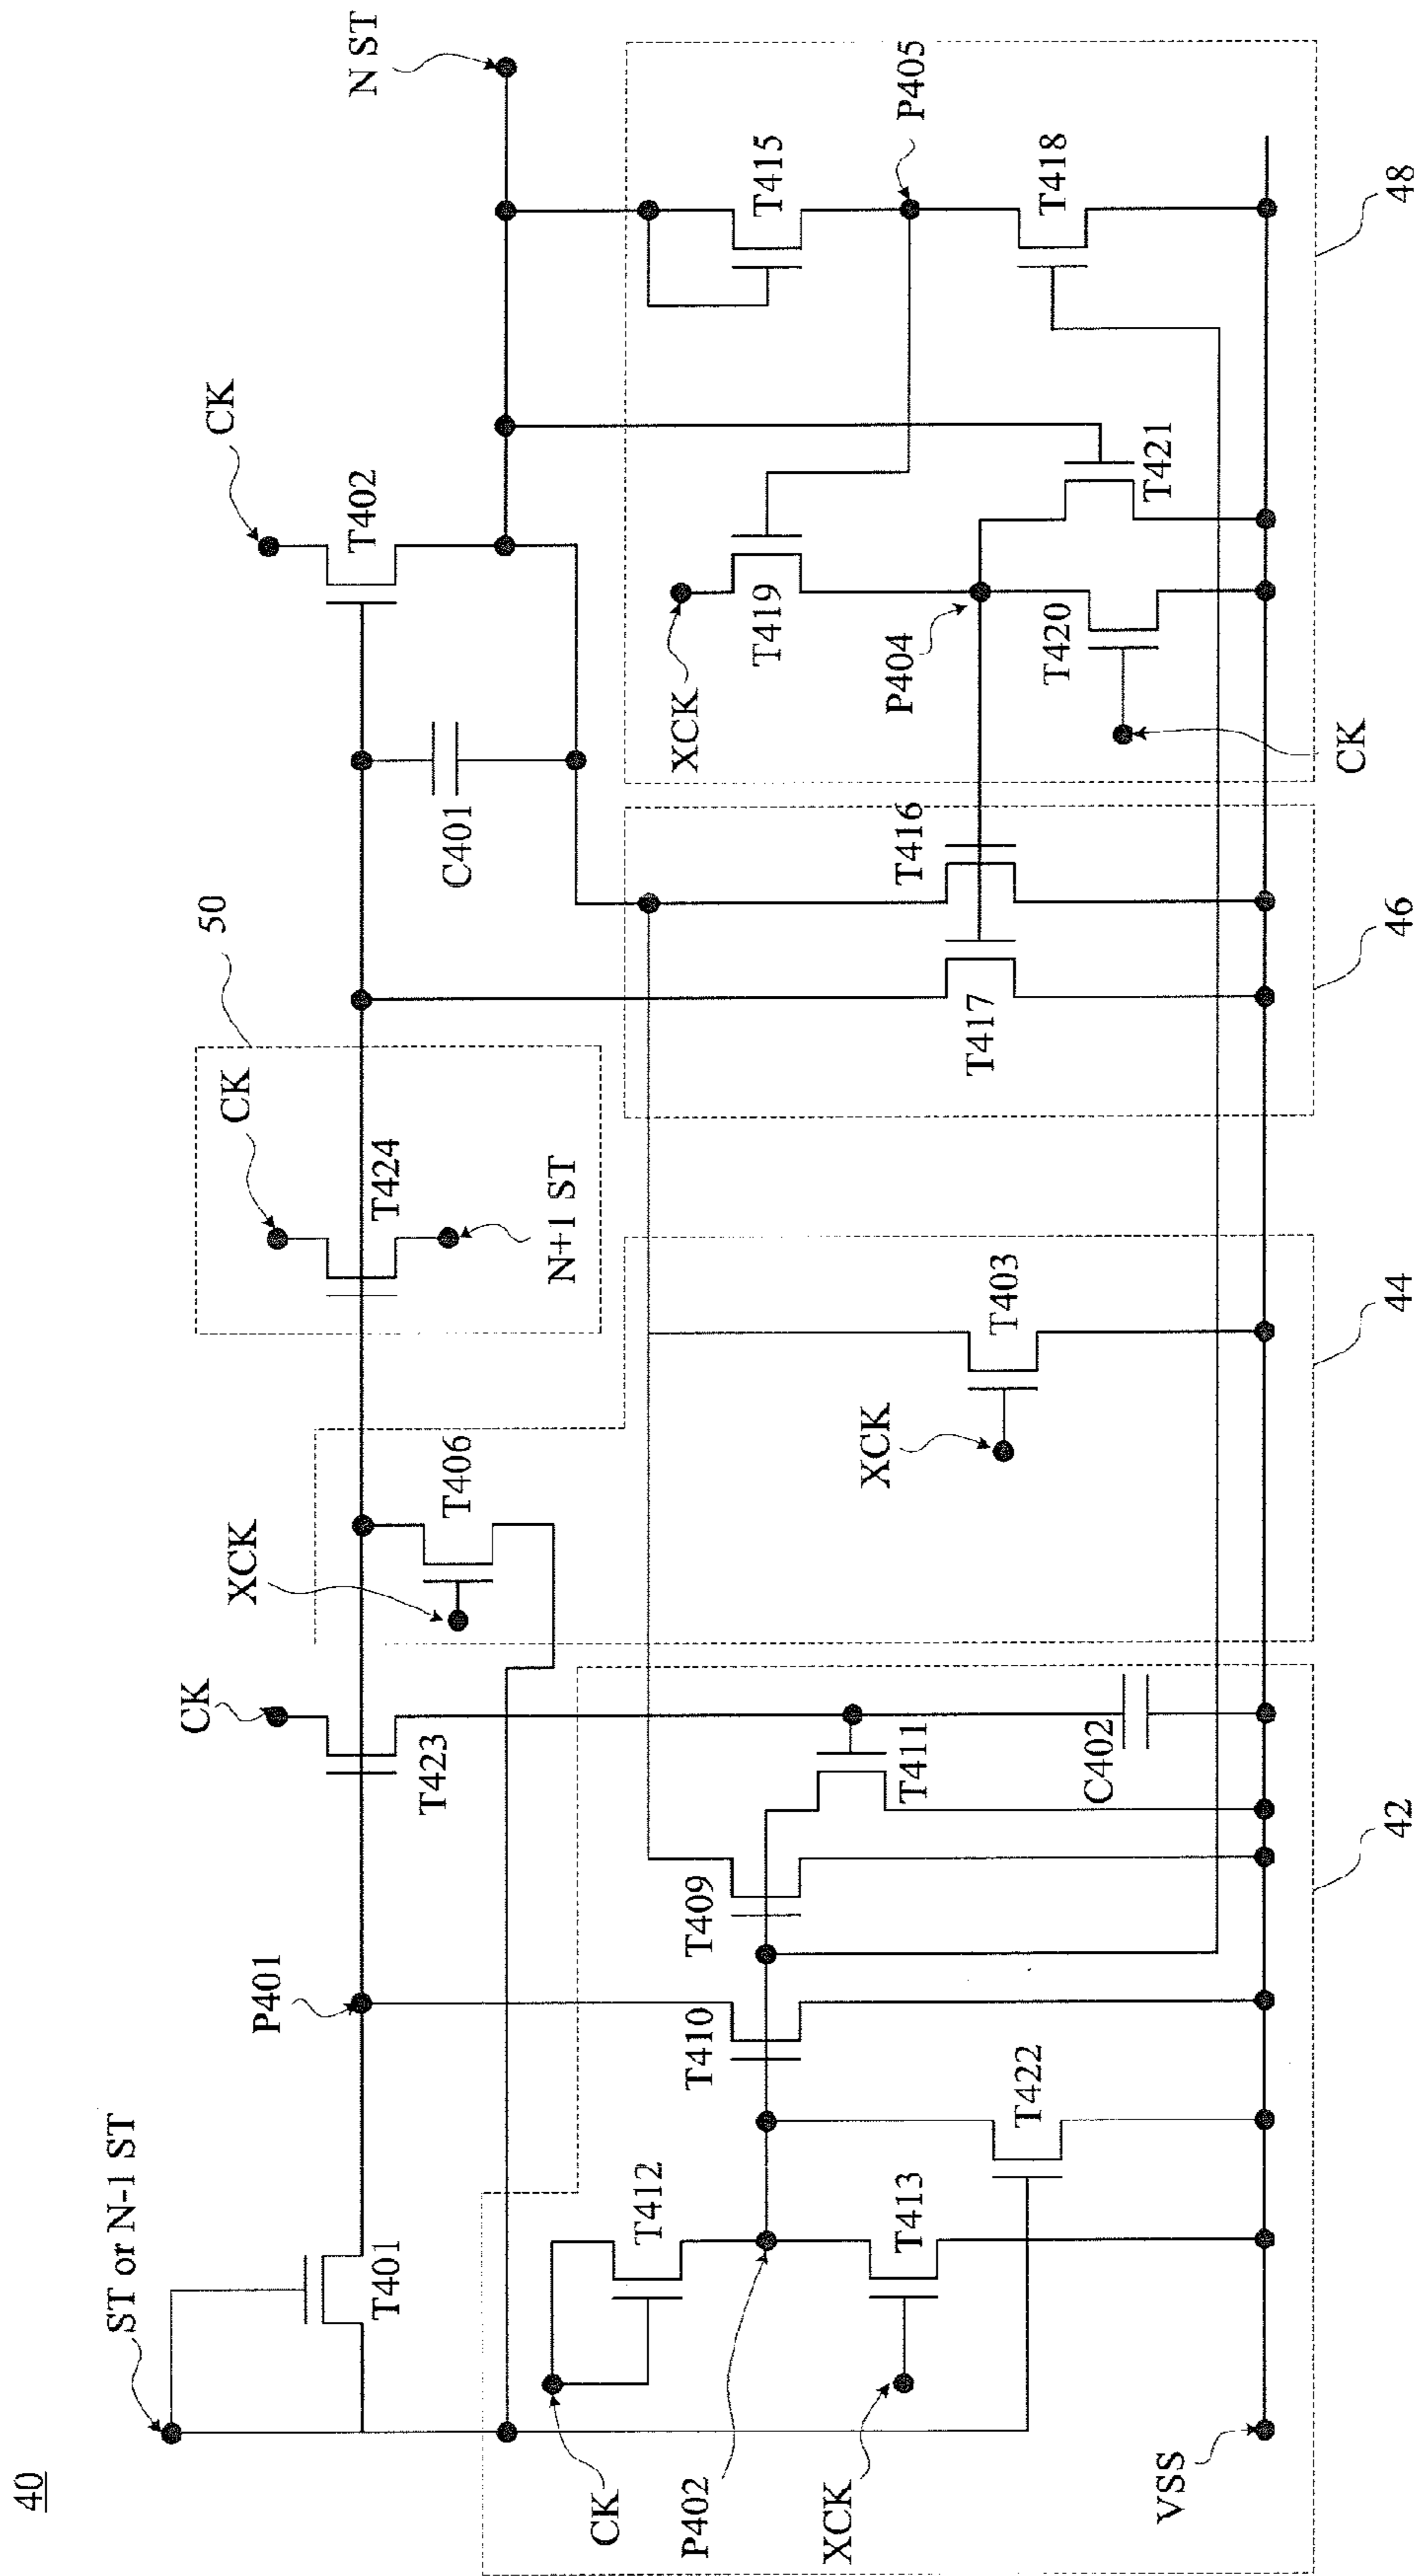 40
ST or N-1 ST
T401
P401
CK
T423
XCK
T406
CK
T424
N+1 ST
50
C401
CK
T402
N ST
CK
T412
P402
XCK
T413
T422
T410
T409
T411
C402
VSS
42
XCK
T403
44
T417
T416
46
XCK
T419
P404
T420
CK
T421
T415
P405
T418
48